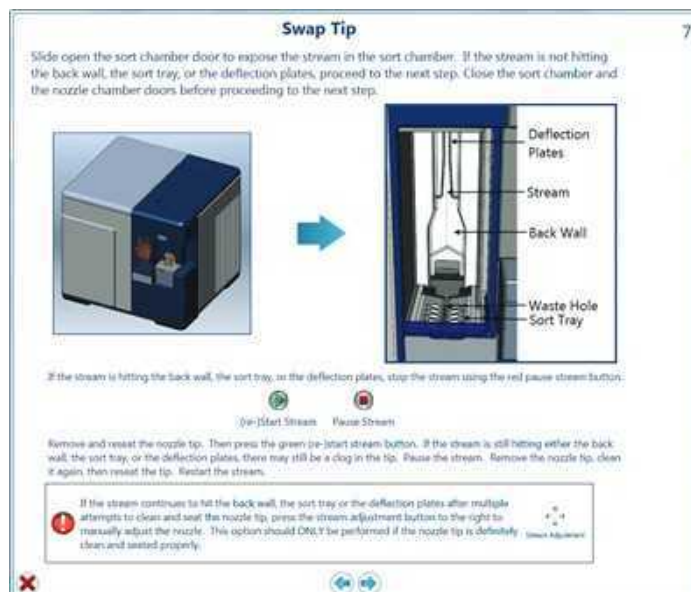 Swap Tip
7
Slide open the sort chamber door to expose the stream in the sort chamber. If the stream is not hitting
the back wall, the sort tray, or the deflection plates, proceed to the next step. Close the sort chamber and
the nozzle chamber doors before proceeding to the next step.
Deflection
Plates
Stream
Back Wall
Waste Hole
Sort Tray
If the stream is hitting the back wall, the sort tray, or the deflection plates, stop the stream using the red pause stream button.
(re-)Start Stream
Pause Stream
Remove and reseat the nozzle tip. Then press the green (re-)start stream button. If the stream is still hitting either the back
wall, the sort tray, or the deflection plates, there may still be a clog in the tip. Pause the stream. Remove the nozzle tip, clean
it again, then reseat the tip. Restart the stream.
If the stream continues to hit the back wall, the sort tray or the deflection plates after multiple
attempts to clean and seat the nozzle tip, press the stream adjustment button to the right to
manually adjust the nozzle. This option should ONLY be performed if the nozzle tip is definitely
clean and seated properly.
Stream Adjustment